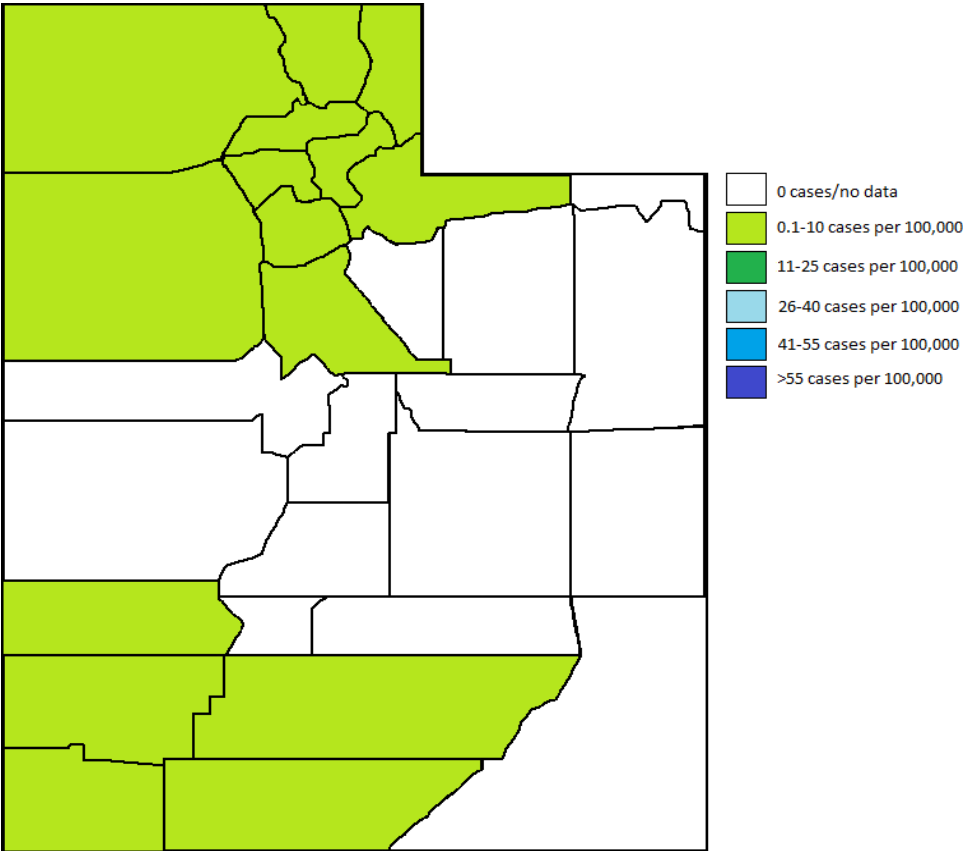 0 cases/no data
0.1-10 cases per 100,000
11-25 cases per 100,000
26-40 cases per 100,000
41-55 cases per 100,000
>55 cases per 100,000